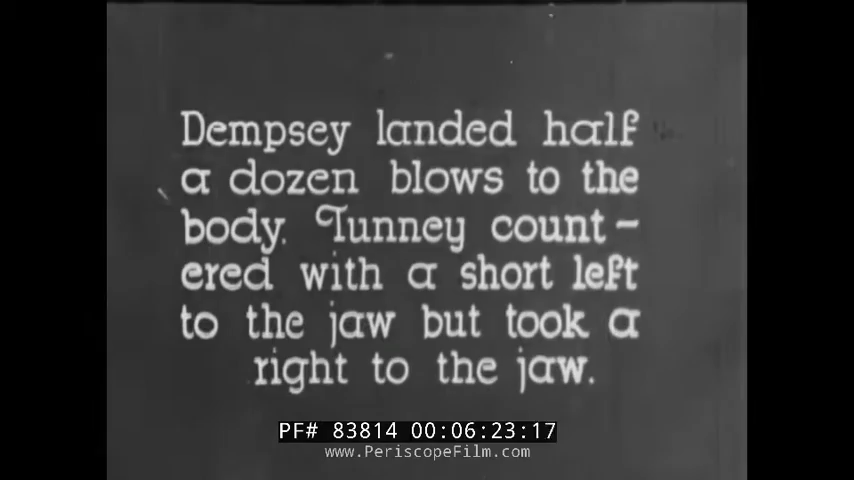 Dempsey landed half
a dozen blows to the
body. Tunney count-
ered with a short left
to the jaw but took a
right to the jaw.
PF# 83814 00:06:23:17
www.PeriscopeFilm.com